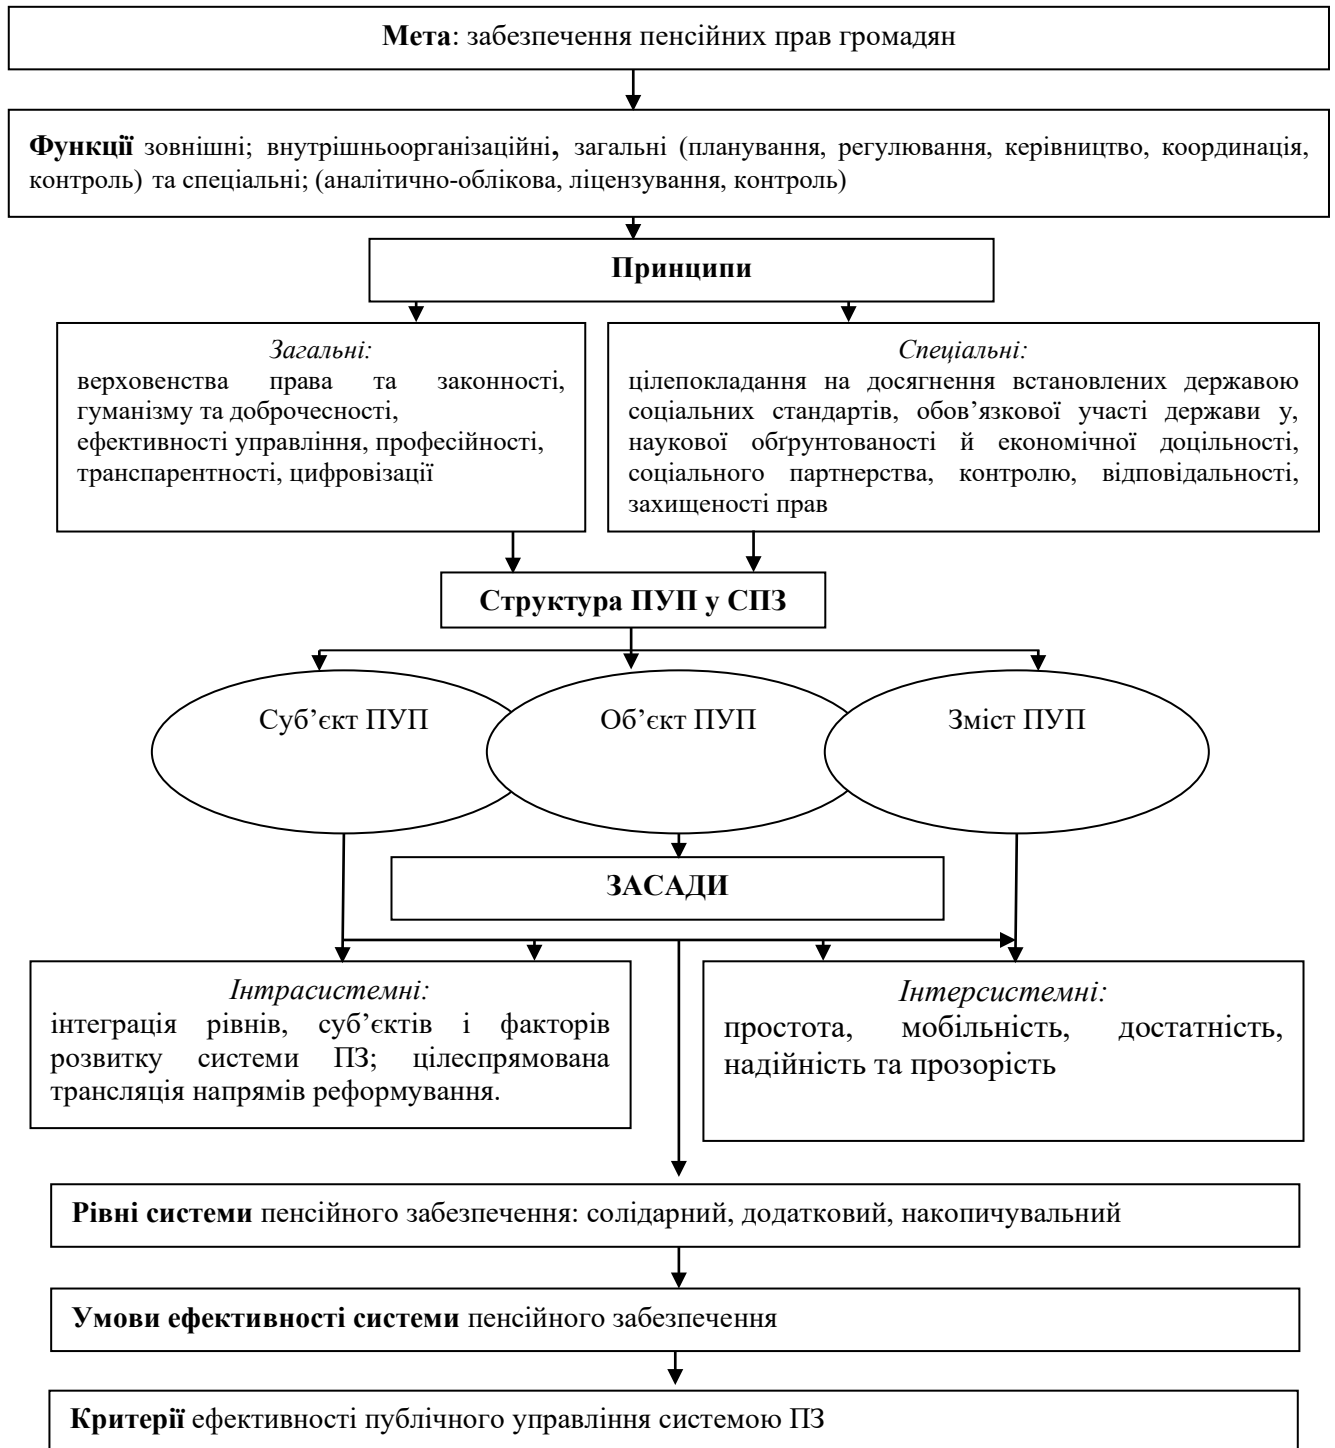 Мета: забезпечення пенсійних прав громадян
Функції зовнішні; внутрішньоорганізаційні, загальні (планування, регулювання, керівництво, координація,
контроль) та спеціальні; (аналітично-облікова, ліцензування, контроль)
Принципи
Загальні:
верховенства права та законності,
гуманізму та доброчесності,
ефективності управління, професійності,
транспарентності, цифровізації
Спеціальні:
цілепокладання на досягнення встановлених державою
соціальних стандартів, обов’язкової участі держави у,
наукової обґрунтованості й економічної доцільності,
соціального партнерства, контролю, відповідальності,
захищеності прав
Структура ПУП у СПЗ
Суб’єкт ПУП
Об’єкт ПУП
Зміст ПУП
ЗАСАДИ
Інтрасистемні:
інтеграція рівнів, суб’єктів і факторів
розвитку системи ПЗ; цілеспрямована
трансляція напрямів реформування.
Інтерсистемні:
простота, мобільність, достатність,
надійність та прозорість
Рівні системи пенсійного забезпечення: солідарний, додатковий, накопичувальний
Умови ефективності системи пенсійного забезпечення
Критерії ефективності публічного управління системою ПЗ